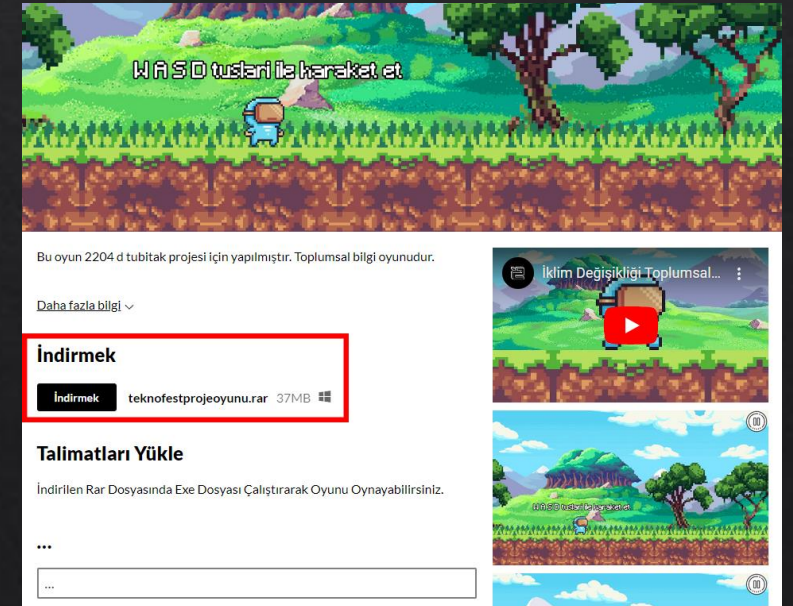 W A S D tuslari ile karaket et
Bu oyun 2204 d tubitak projesi için yapılmıştır. Toplumsal bilgi oyunudur.
Daha fazla bilgi
İndirmek
İndirmek teknofestprojeoyunu.rar 37MB
Talimatları Yükle
İndirilen Rar Dosyasında Exe Dosyası Çalıştırarak Oyunu Oynayabilirsiniz.
...
...
İklim Değişikliği Toplumsal...
W A S D tuslari ile karaket et